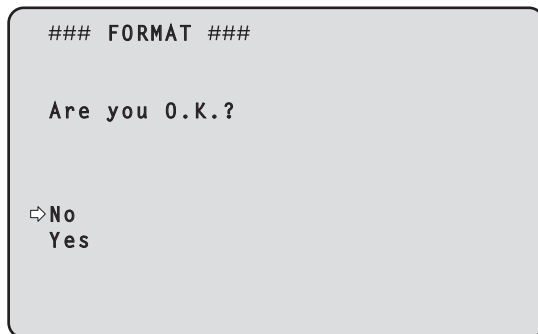 ### FORMAT ###
Are you O.K.?
⇨No
Yes